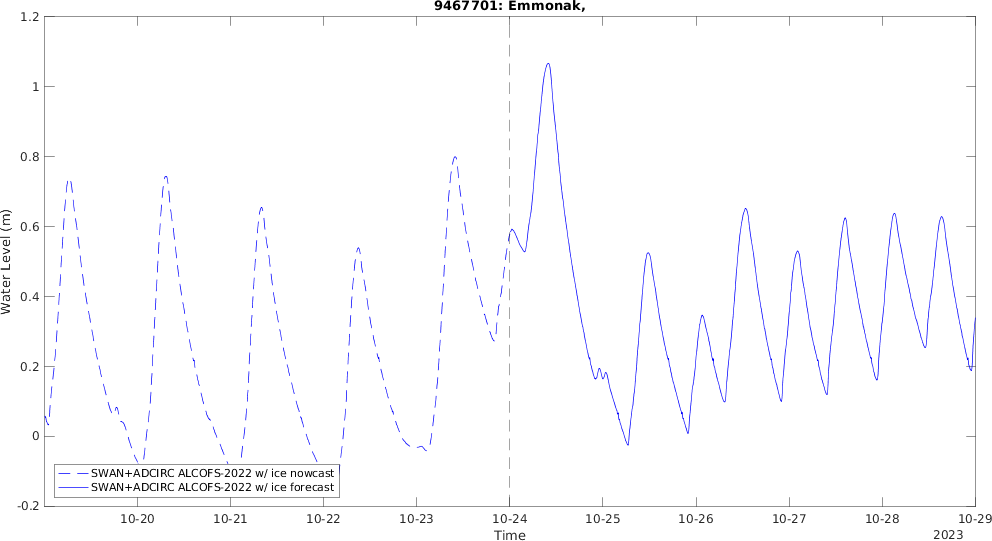 9467701: Emmonak,
1.2
1
0.8
0.6
0.4
0.2
0
-0.2
Water Level (m)
SWAN+ADCIRC ALCOFS-2022 w/ ice nowcast
SWAN+ADCIRC ALCOFS-2022 w/ ice forecast
10-20 10-21 10-22 10-23 10-24 10-25 10-26 10-27 10-28 10-29
Time
2023